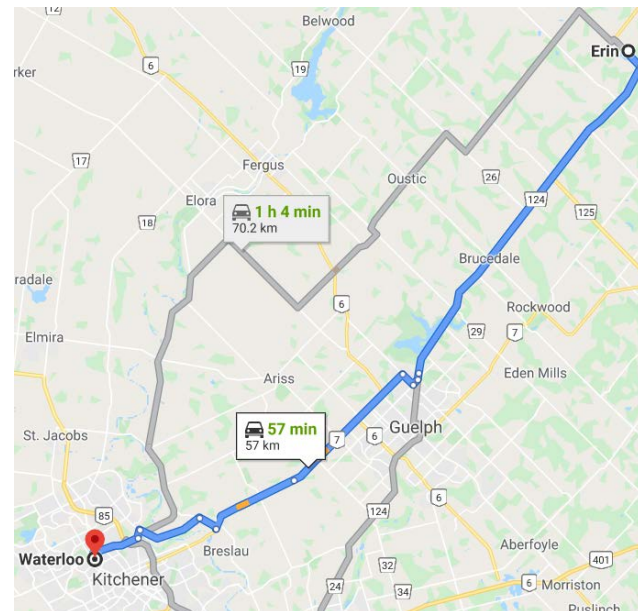 12
Belwood
6
Erin
rker
19
17
Fergus
Oustic
26
Elora
124
125
18
1 h 4 min
70.2 km
Brucedale
radale
6
Rockwood
Elmira
29
7
Ariss
Eden Mills
57 min
57 km
7
Guelph
St. Jacobs
6
6
85
124
Breslau
Aberfoyle
Waterloo
Kitchener
32
401
24
34
6
Morriston
Puslinch